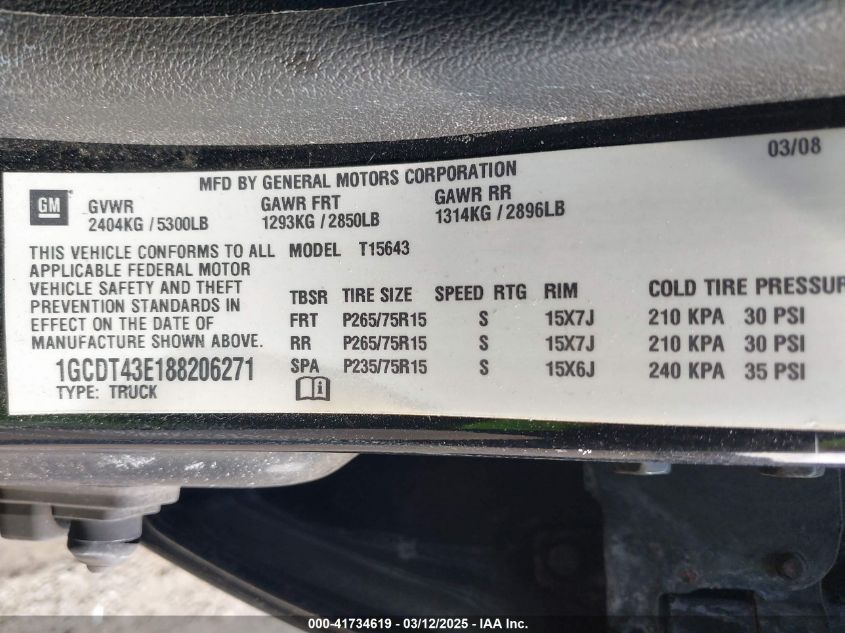 03/08
MFD BY GENERAL MOTORS CORPORATION
GM
GVWR GAWR FRT GAWR RR
2404KG / 5300LB 1293KG / 2850LB 1314KG / 2896LB
THIS VEHICLE CONFORMS TO ALL
APPLICABLE FEDERAL MOTOR
VEHICLE SAFETY AND THEFT
PREVENTION STANDARDS IN
EFFECT ON THE DATE OF
MANUFACTURE SHOWN ABOVE.
1GCDT43E188206271
TYPE: TRUCK
MODEL T15643
TBSR TIRE SIZE SPEED RTG RIM COLD TIRE PRESSUR
FRT P265/75R15 S 15X7J 210 KPA 30 PSI
RR P265/75R15 S 15X7J 210 KPA 30 PSI
SPA P235/75R15 S 15X6J 240 KPA 35 PSI
000-41734619 - 03/12/2025 - IAA Inc.